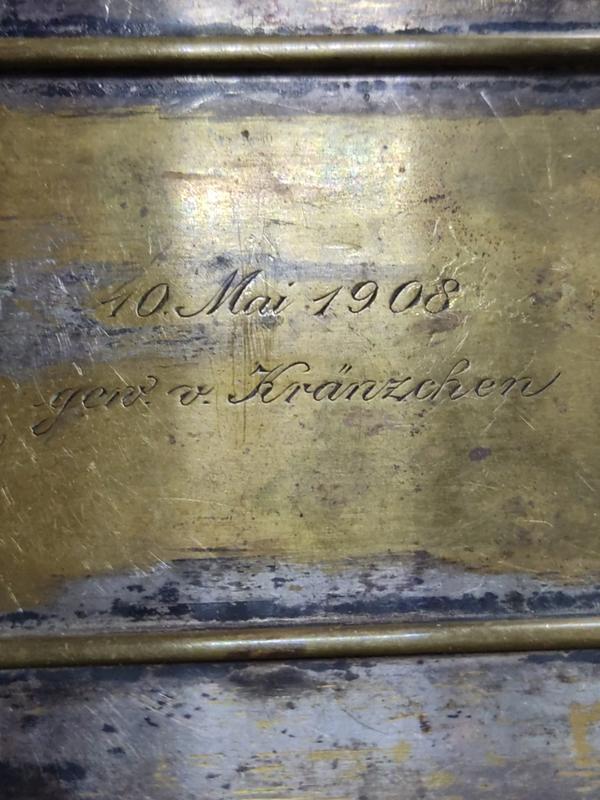 10. Mai 1908
gew. v. Kränzchen